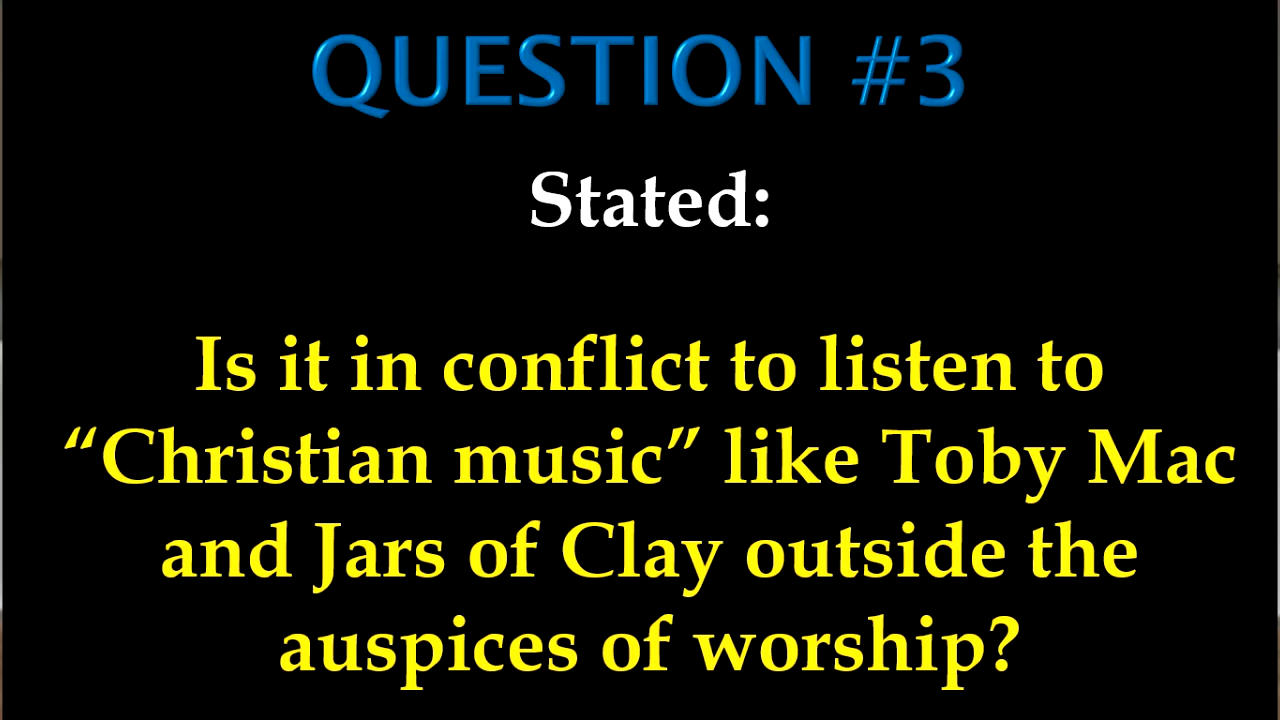 QUESTION #3
Stated:
Is it in conflict to listen to
“Christian music” like Toby Mac
and Jars of Clay outside the
auspices of worship?